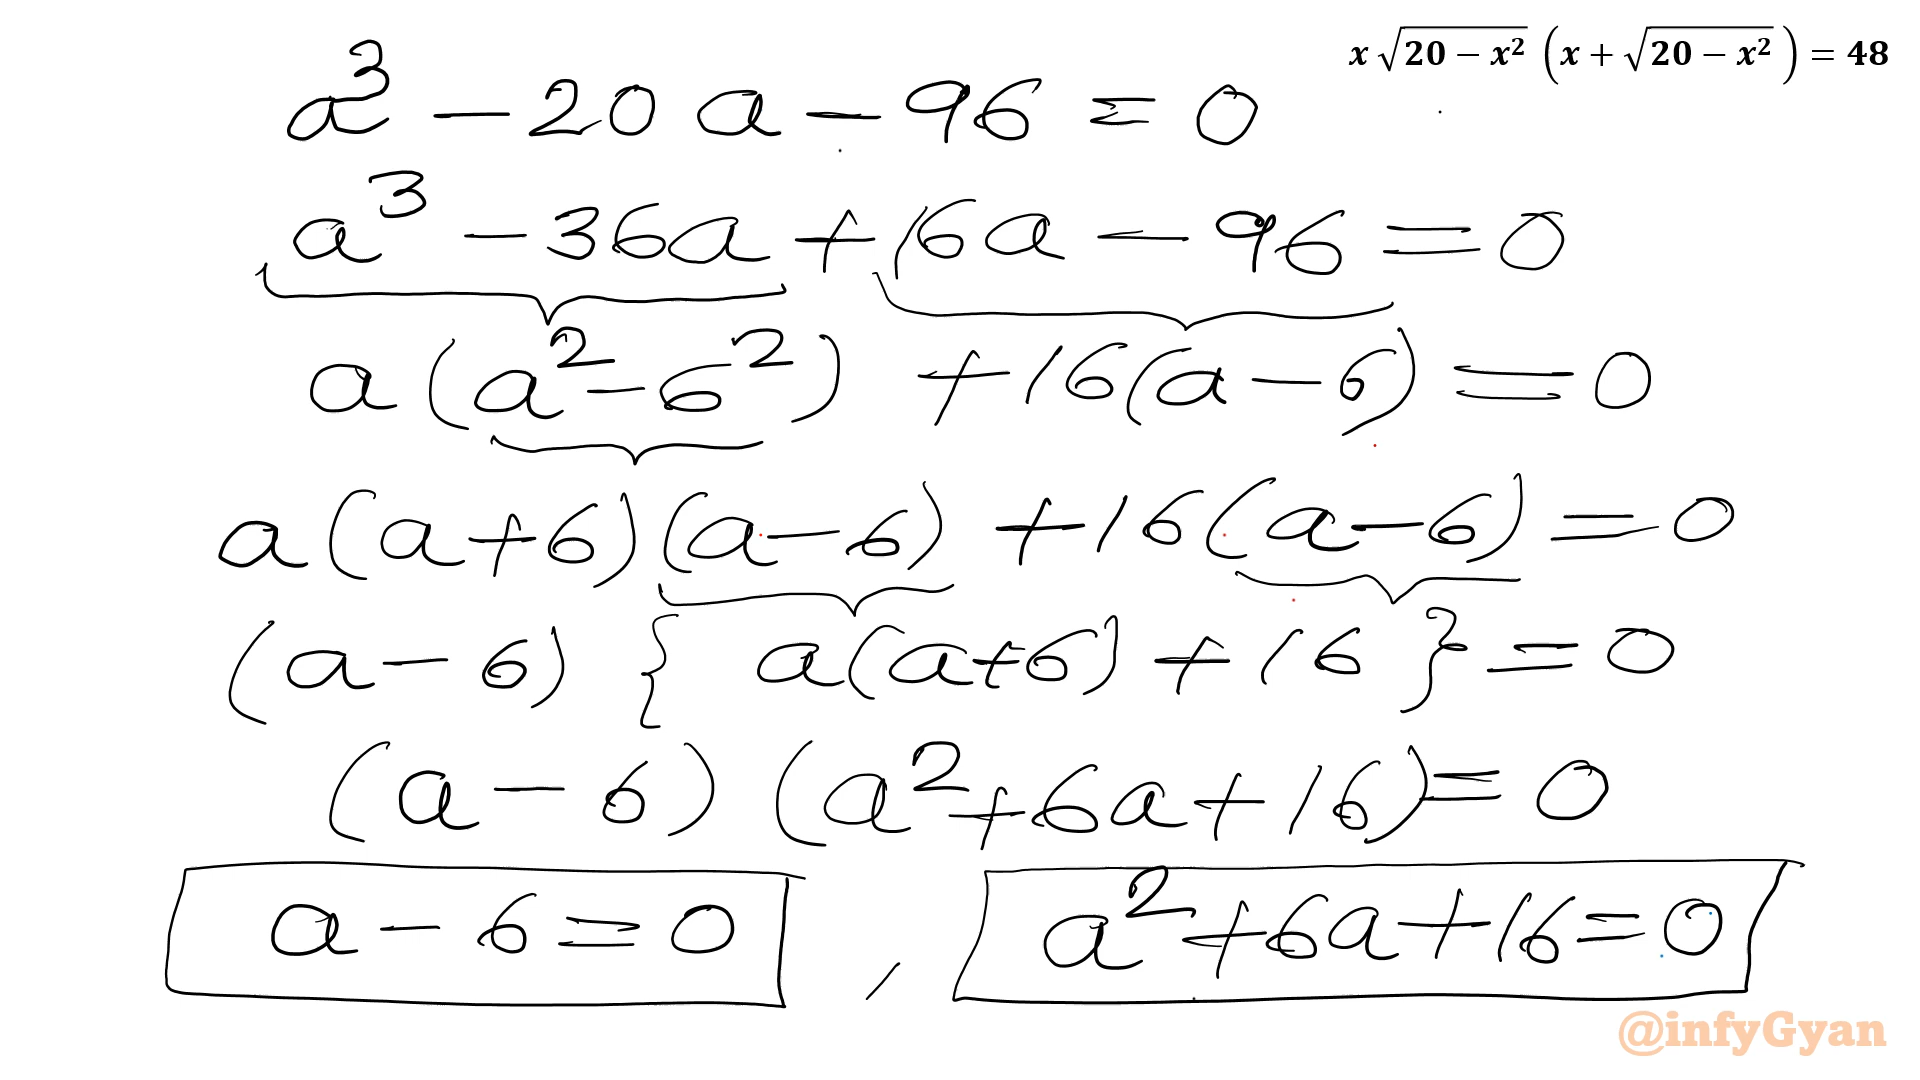 x √(20 − x²) (x + √(20 − x²)) = 48
a³ − 20a − 96 = 0
a³ − 36a + 16a − 96 = 0
a(a² − 6²) + 16(a − 6) = 0
a(a + 6)(a − 6) + 16(a − 6) = 0
(a − 6) { a(a + 6) + 16 } = 0
(a − 6) (a² + 6a + 16) = 0
a − 6 = 0 , a² + 6a + 16 = 0
@infyGyan